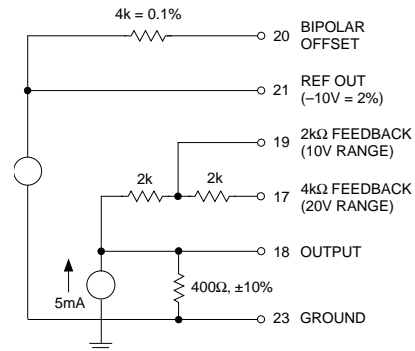 4k = 0.1%
20 BIPOLAR
OFFSET
21 REF OUT
(–10V = 2%)
19 2kΩ FEEDBACK
(10V RANGE)
2k 2k
17 4kΩ FEEDBACK
(20V RANGE)
18 OUTPUT
5mA
400Ω, ±10%
23 GROUND